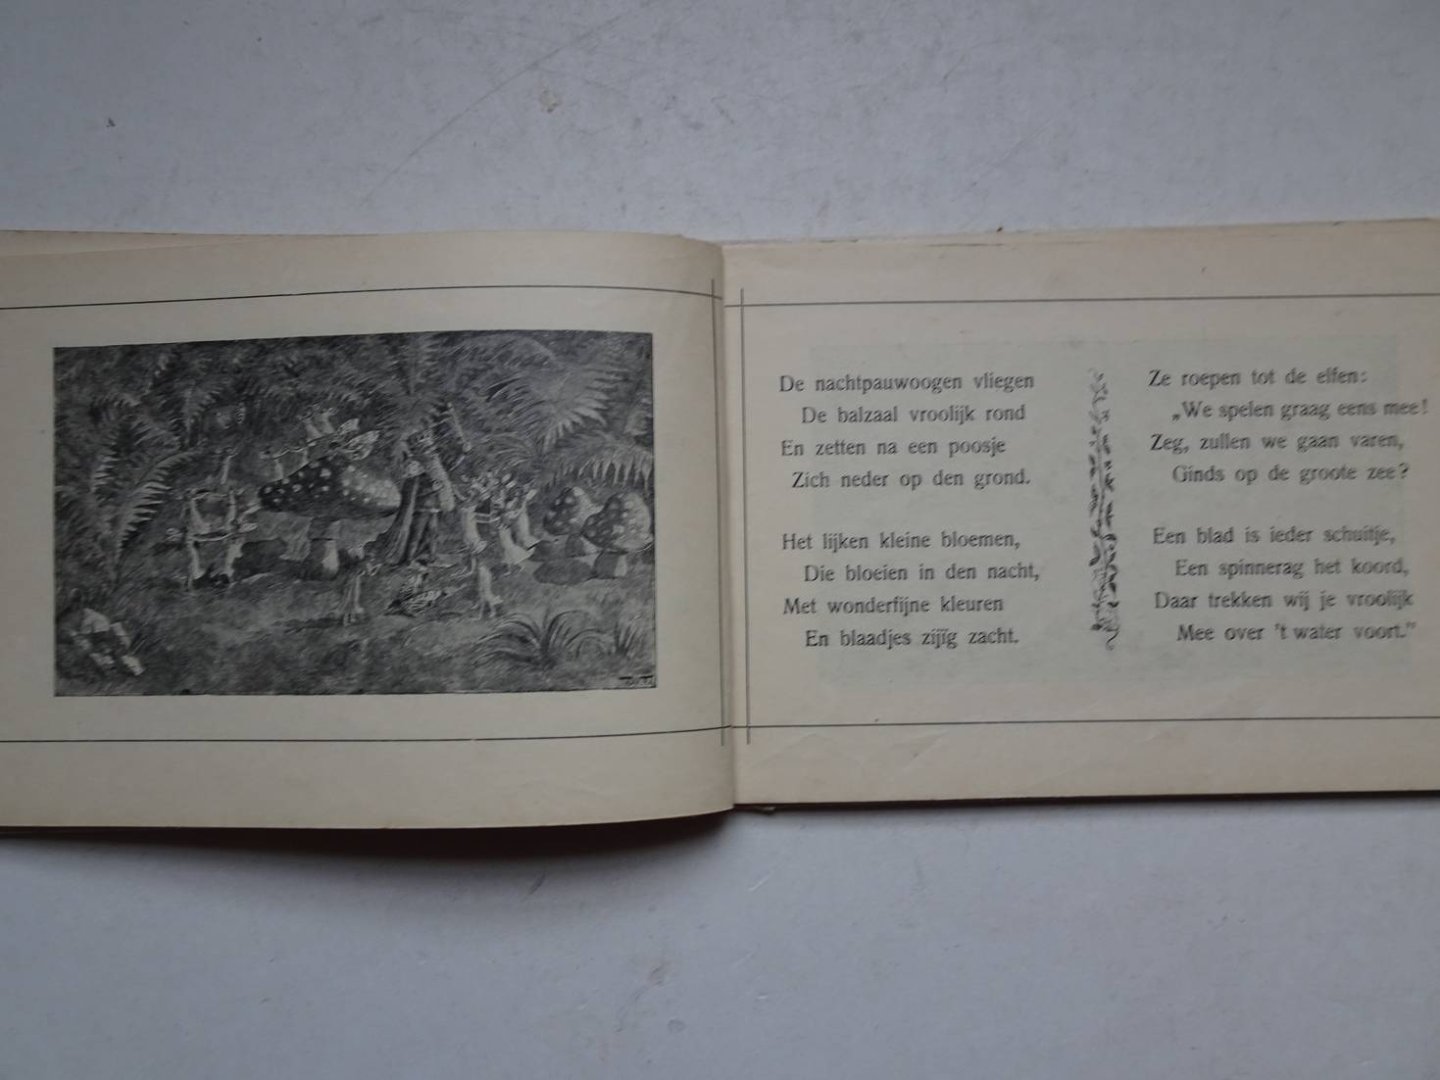 De nachtpauwoogen vliegen
De balzaal vroolijk rond
En zetten na een poosje
Zich neder op den grond.
Het lijken kleine bloemen,
Die bloeien in den nacht,
Met wonderfijne kleuren
En blaadjes zijïg zacht.
Ze roepen tot de elfen:
„We spelen graag eens mee!
Zeg, zullen we gaan varen,
Ginds op de groote zee?
Een blad is ieder schuitje,
Een spinnerag het koord,
Daar trekken wij je vroolijk
Mee over 't water voort."